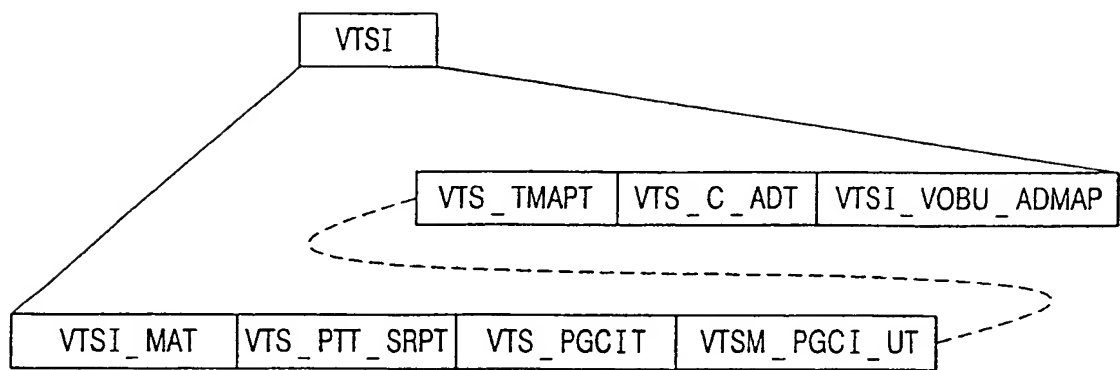 VTSI
VTS_TMAPT VTS_C_ADT VTSI_VOBU_ADMAP
VTSI_MAT VTS_PTT_SRPT VTS_PGCIT VTSM_PGCI_UT